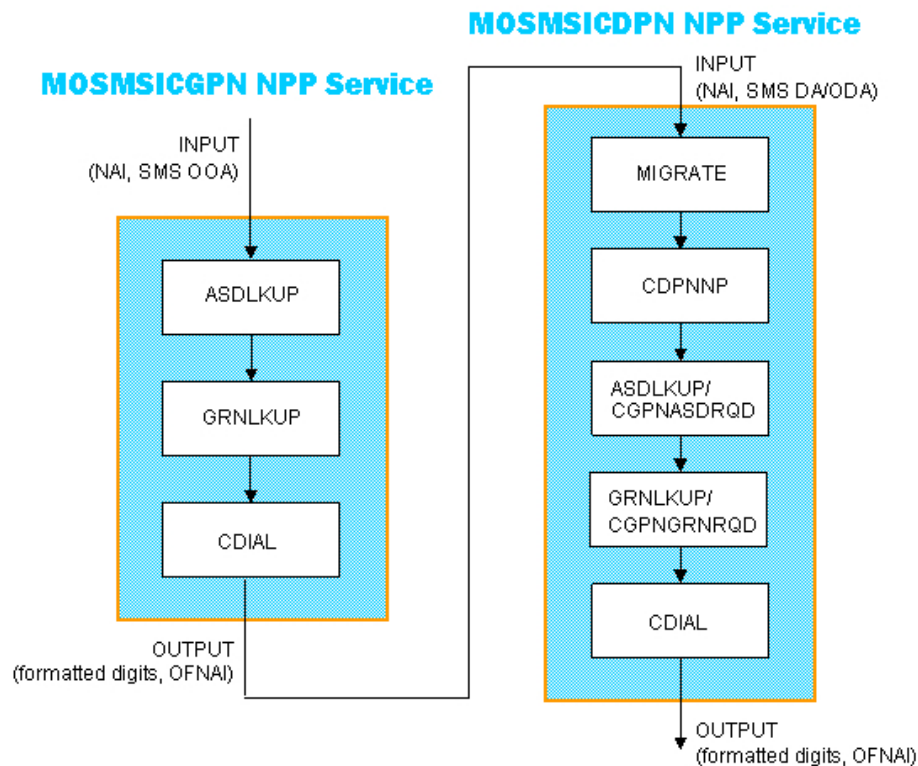 MOSMSICGPN NPP Service
INPUT
(NAI, SMS OOA)
ASDLKUP
GRNLKUP
CDIAL
OUTPUT
(formatted digits, OFNAI)
MOSMSICDPN NPP Service
INPUT
(NAI, SMS DA/ODA)
MIGRATE
CDPNNP
ASDLKUP/
CGPNASDRQD
GRNLKUP/
CGPNGRNRQD
CDIAL
OUTPUT
(formatted digits, OFNAI)